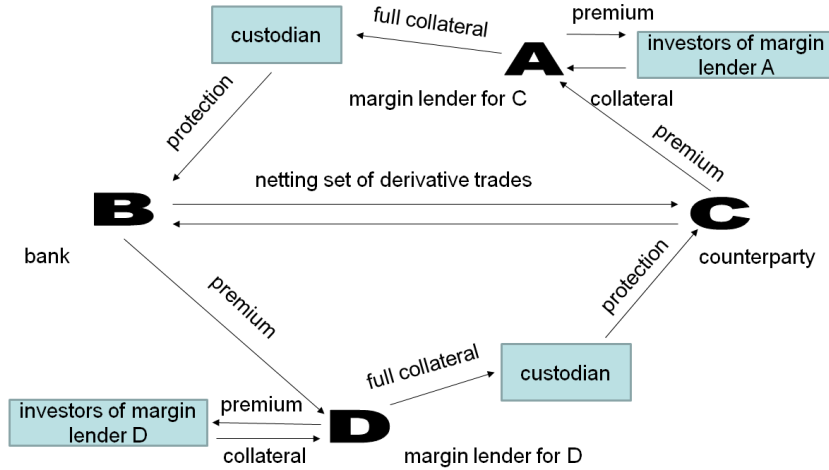 full collateral
premium
custodian
A
investors of margin
lender A
margin lender for C
collateral
protection
premium
netting set of derivative trades
B
C
bank
counterparty
protection
premium
full collateral
custodian
investors of margin
lender D
premium
D
collateral
margin lender for D